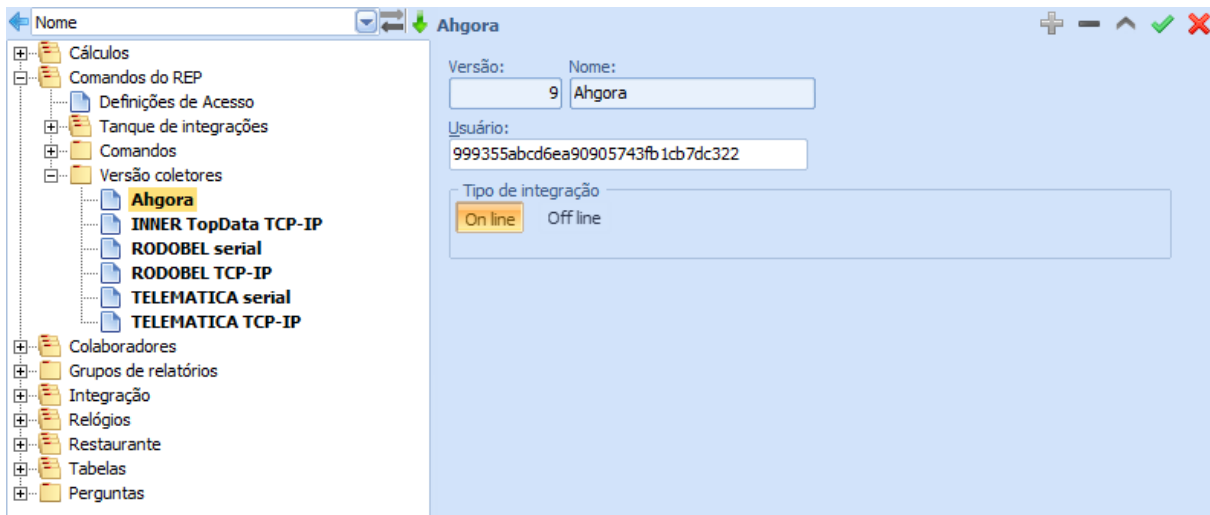 Nome
Cálculos
Comandos do REP
Definições de Acesso
Tanque de integrações
Comandos
Versão coletores
Ahgora
INNER TopData TCP-IP
RODOBEL serial
RODOBEL TCP-IP
TELEMATICA serial
TELEMATICA TCP-IP
Colaboradores
Grupos de relatórios
Integração
Relógios
Restaurante
Tabelas
Perguntas
Ahgora
Versão: Nome:
9 Ahgora
Usuário:
999355abcd6ea90905743fb1cb7dc322
Tipo de integração
On line Off line